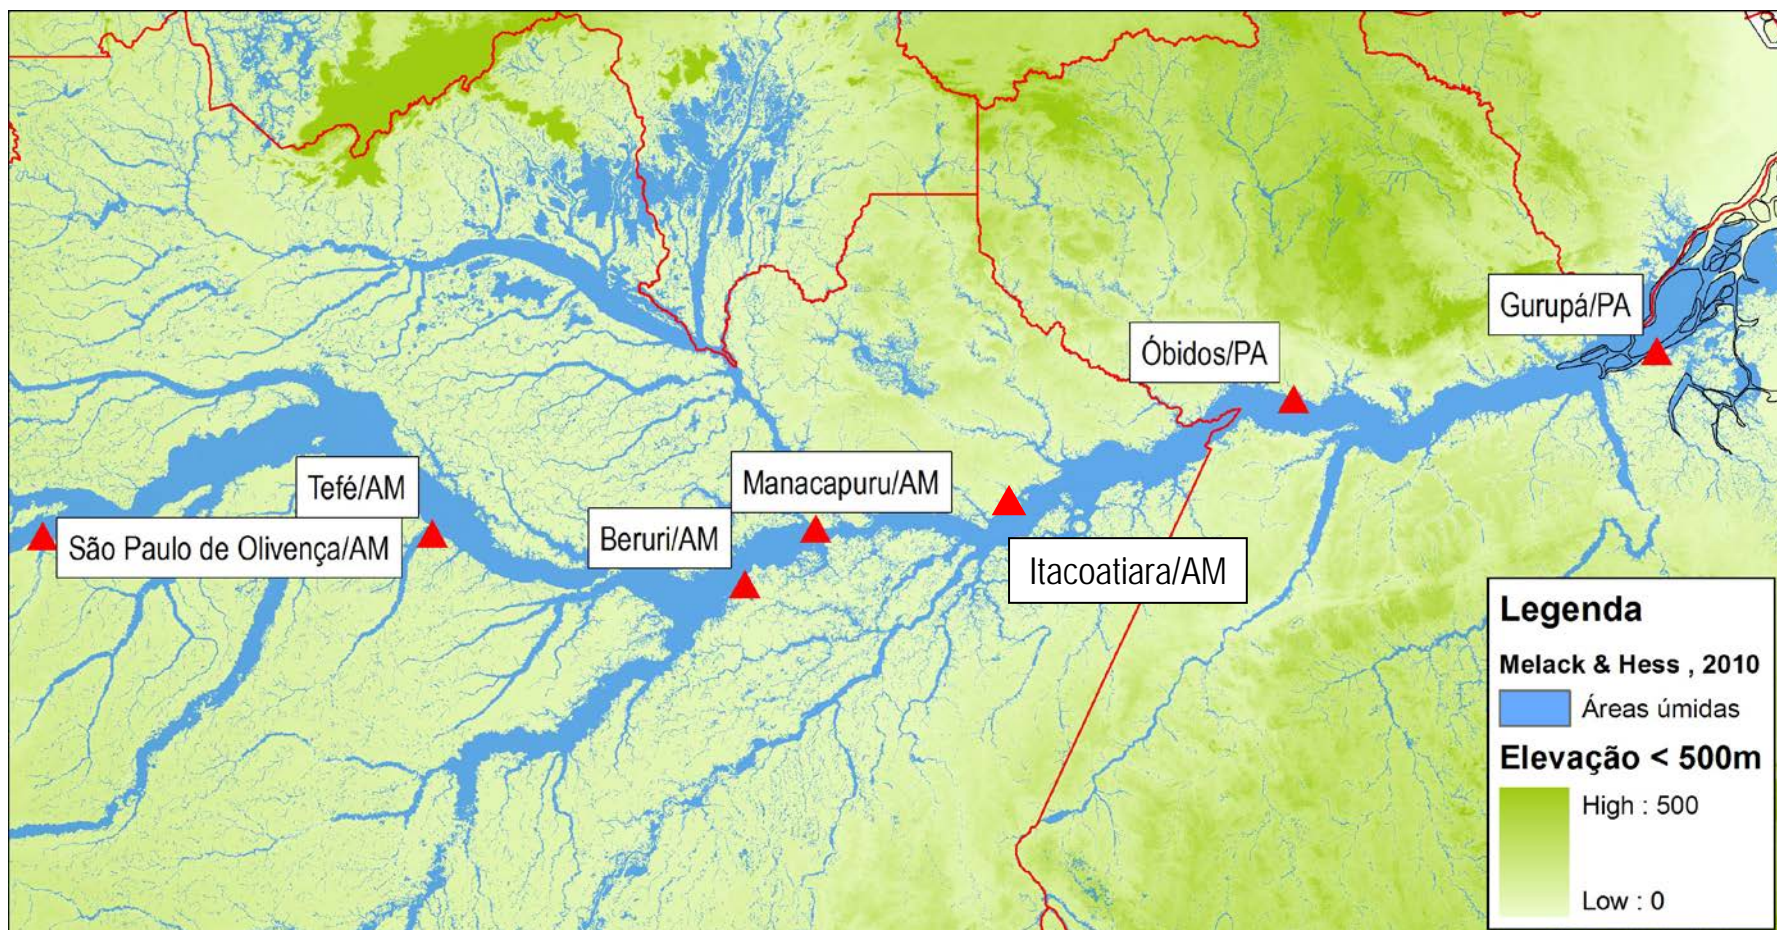 Gurupá/PA
Óbidos/PA
Tefé/AM
Manacapuru/AM
São Paulo de Olivença/AM
Beruri/AM
Itacoatiara/AM
Legenda
Melack & Hess , 2010
Áreas úmidas
Elevação < 500m
High : 500
Low : 0